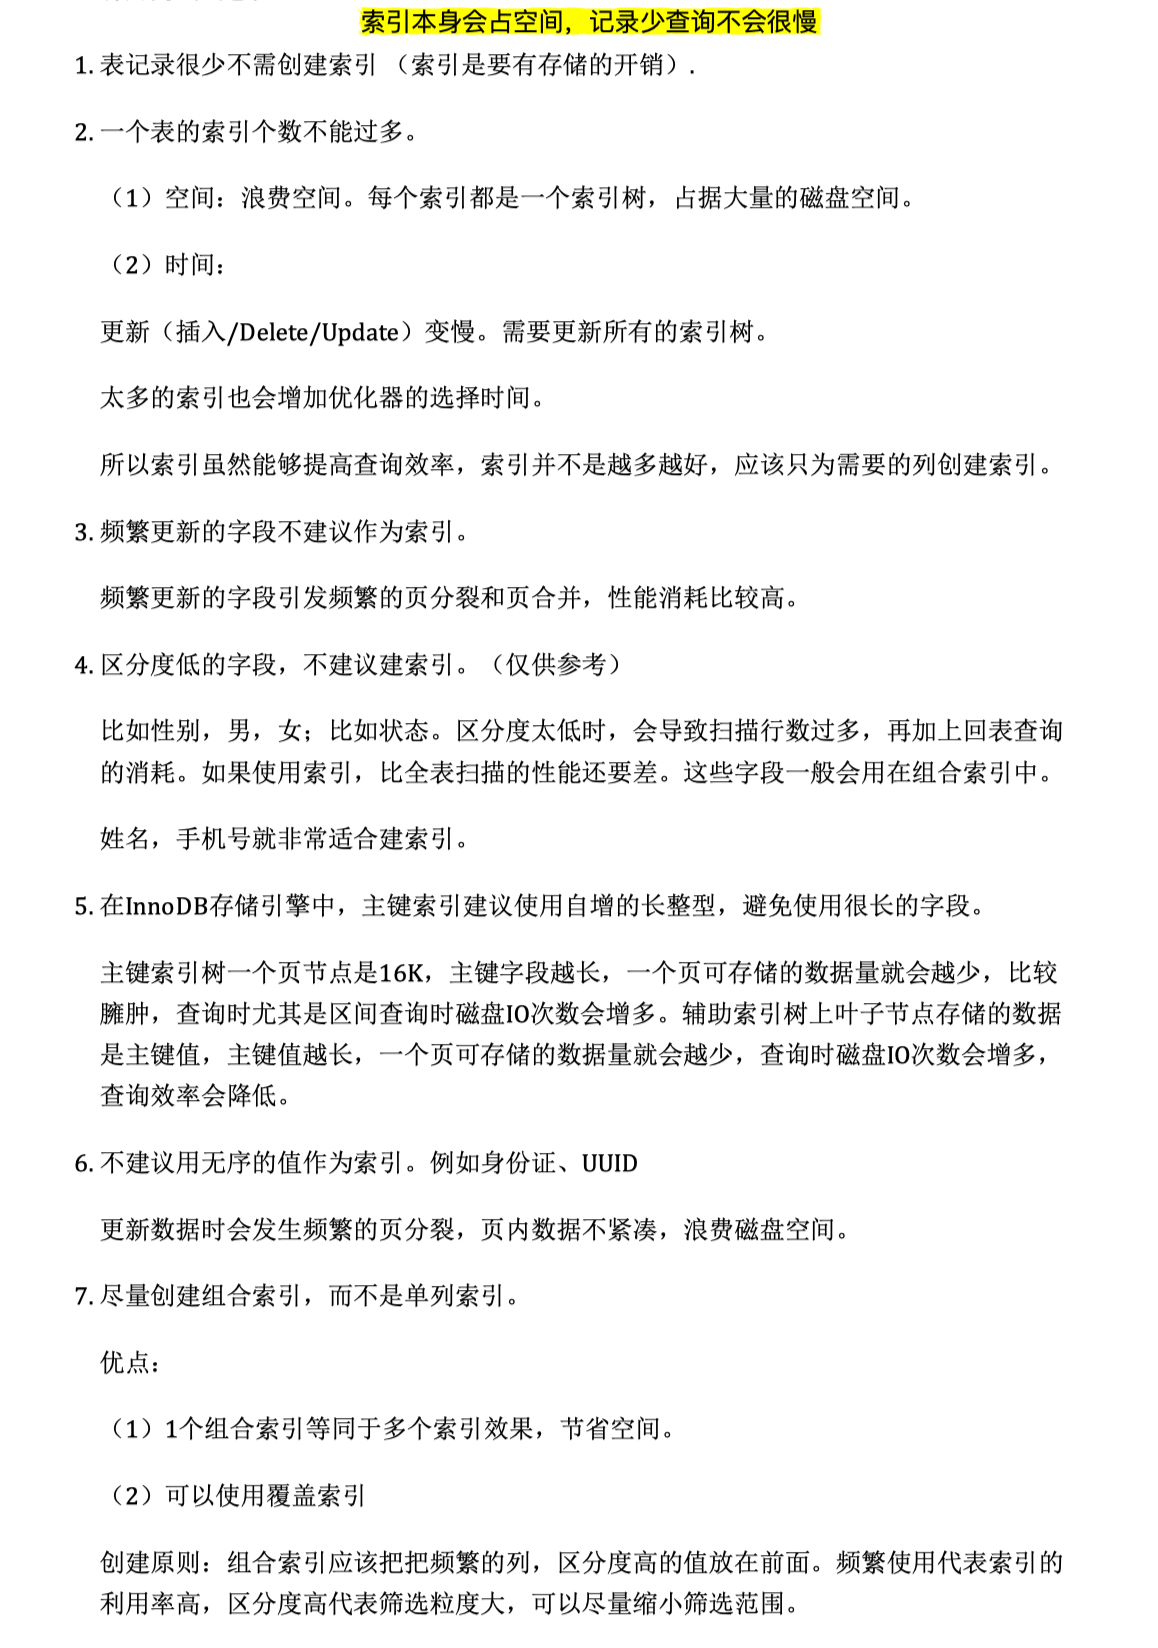 索引本身会占空间，记录少查询不会很慢
1. 表记录很少不需创建索引 （索引是要有存储的开销）.
2. 一个表的索引个数不能过多。
（1）空间：浪费空间。每个索引都是一个索引树，占据大量的磁盘空间。
（2）时间：
更新（插入/Delete/Update）变慢。需要更新所有的索引树。
太多的索引也会增加优化器的选择时间。
所以索引虽然能够提高查询效率，索引并不是越多越好，应该只为需要的列创建索引。
3. 频繁更新的字段不建议作为索引。
频繁更新的字段引发频繁的页分裂和页合并，性能消耗比较高。
4. 区分度低的字段，不建议建索引。（仅供参考）
比如性别，男，女；比如状态。区分度太低时，会导致扫描行数过多，再加上回表查询
的消耗。如果使用索引，比全表扫描的性能还要差。这些字段一般会用在组合索引中。
姓名，手机号就非常适合建索引。
5. 在InnoDB存储引擎中，主键索引建议使用自增的长整型，避免使用很长的字段。
主键索引树一个页节点是16K，主键字段越长，一个页可存储的数据量就会越少，比较
臃肿，查询时尤其是区间查询时磁盘IO次数会增多。辅助索引树上叶子节点存储的数据
是主键值，主键值越长，一个页可存储的数据量就会越少，查询时磁盘IO次数会增多，
查询效率会降低。
6. 不建议用无序的值作为索引。例如身份证、UUID
更新数据时会发生频繁的页分裂，页内数据不紧凑，浪费磁盘空间。
7. 尽量创建组合索引，而不是单列索引。
优点：
（1）1个组合索引等同于多个索引效果，节省空间。
（2）可以使用覆盖索引
创建原则：组合索引应该把把频繁的列，区分度高的值放在前面。频繁使用代表索引的
利用率高，区分度高代表筛选粒度大，可以尽量缩小筛选范围。